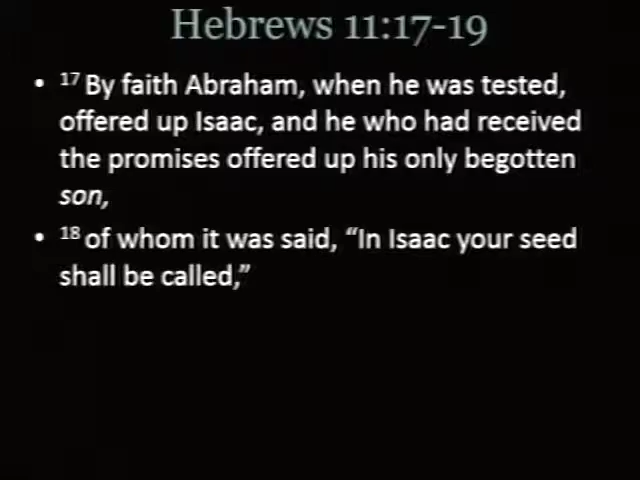 Hebrews 11:17-19
• 17 By faith Abraham, when he was tested,
offered up Isaac, and he who had received
the promises offered up his only begotten
son,
• 18 of whom it was said, “In Isaac your seed
shall be called,”